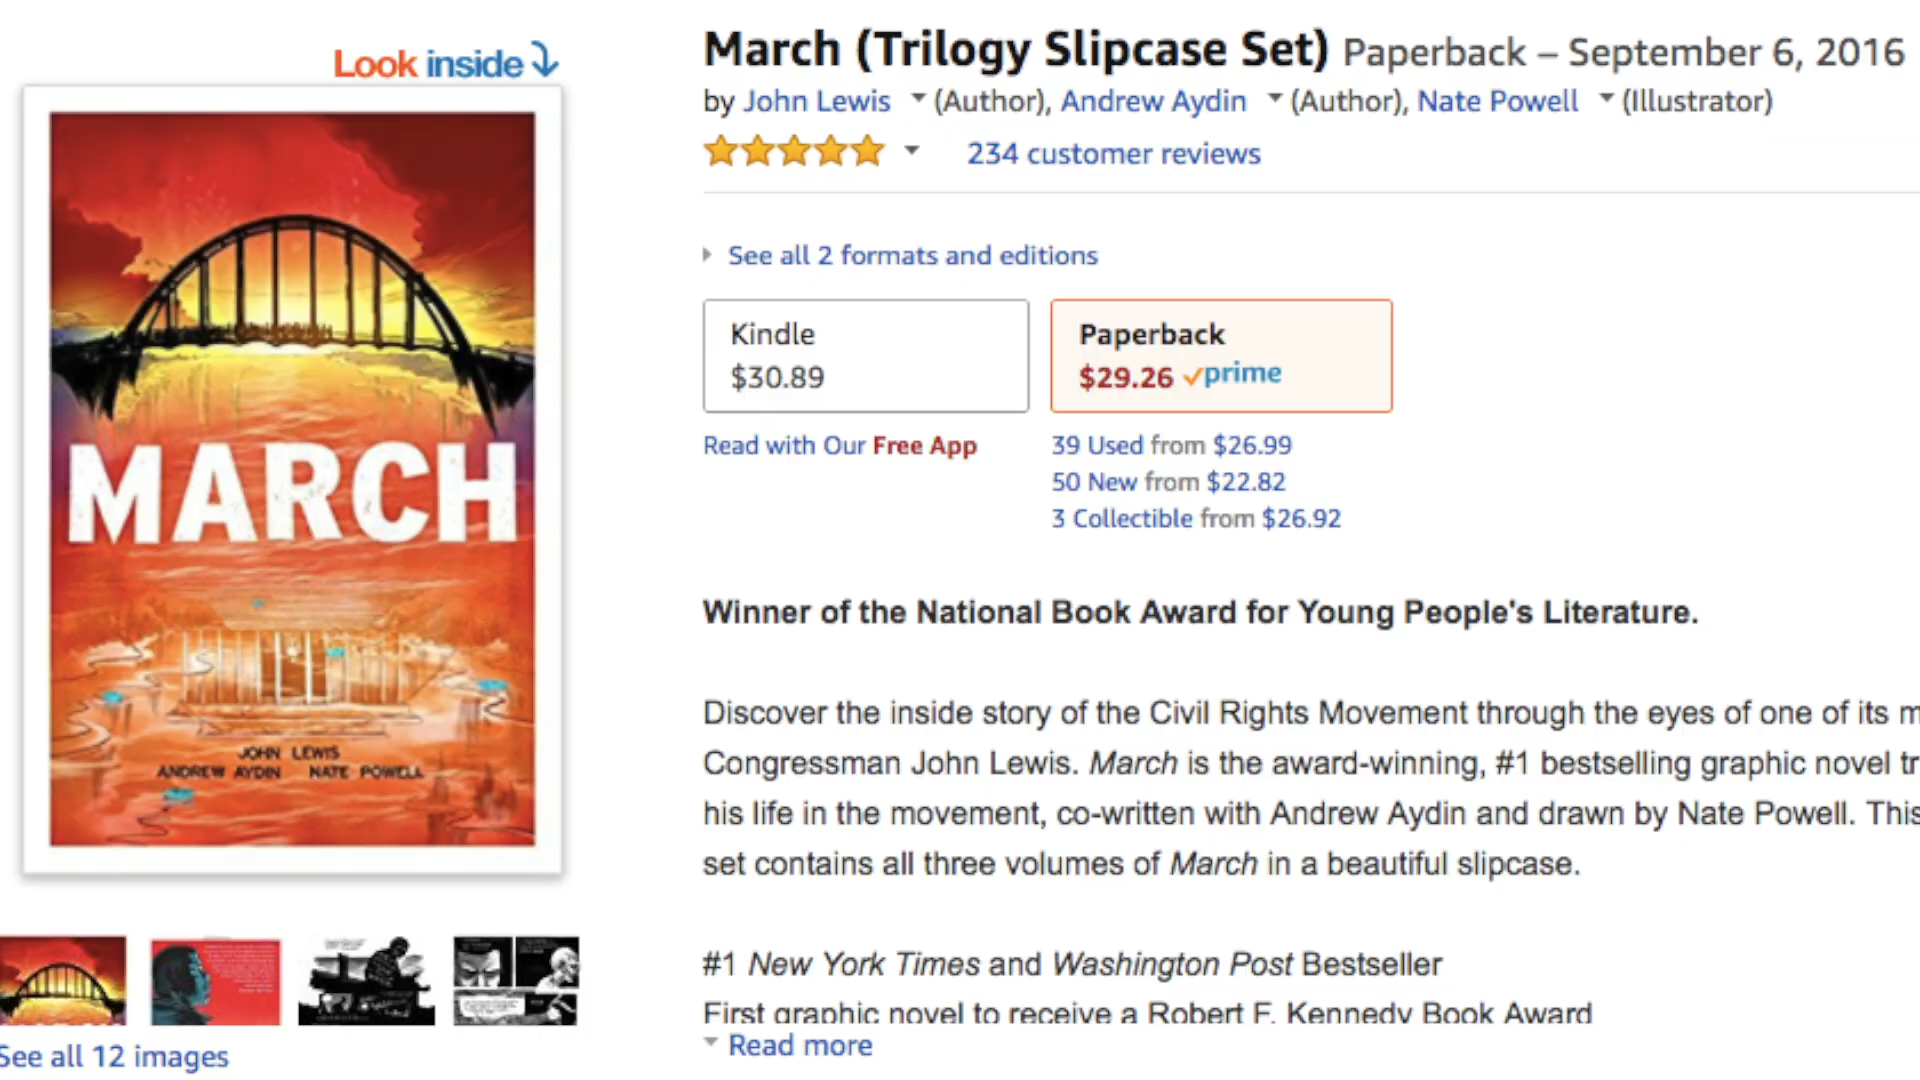 Look inside
March (Trilogy Slipcase Set) Paperback – September 6, 2016
by John Lewis (Author), Andrew Aydin (Author), Nate Powell (Illustrator)
234 customer reviews
See all 2 formats and editions
Kindle
$30.89
Paperback
$29.26 prime
Read with Our Free App
39 Used from $26.99
50 New from $22.82
3 Collectible from $26.92
MARCH
JOHN LEWIS
ANDREW AYDIN NATE POWELL
Winner of the National Book Award for Young People's Literature.
Discover the inside story of the Civil Rights Movement through the eyes of one of its m
Congressman John Lewis. March is the award-winning, #1 bestselling graphic novel tr
his life in the movement, co-written with Andrew Aydin and drawn by Nate Powell. This
set contains all three volumes of March in a beautiful slipcase.
#1 New York Times and Washington Post Bestseller
First graphic novel to receive a Robert F. Kennedy Book Award
Read more
See all 12 images